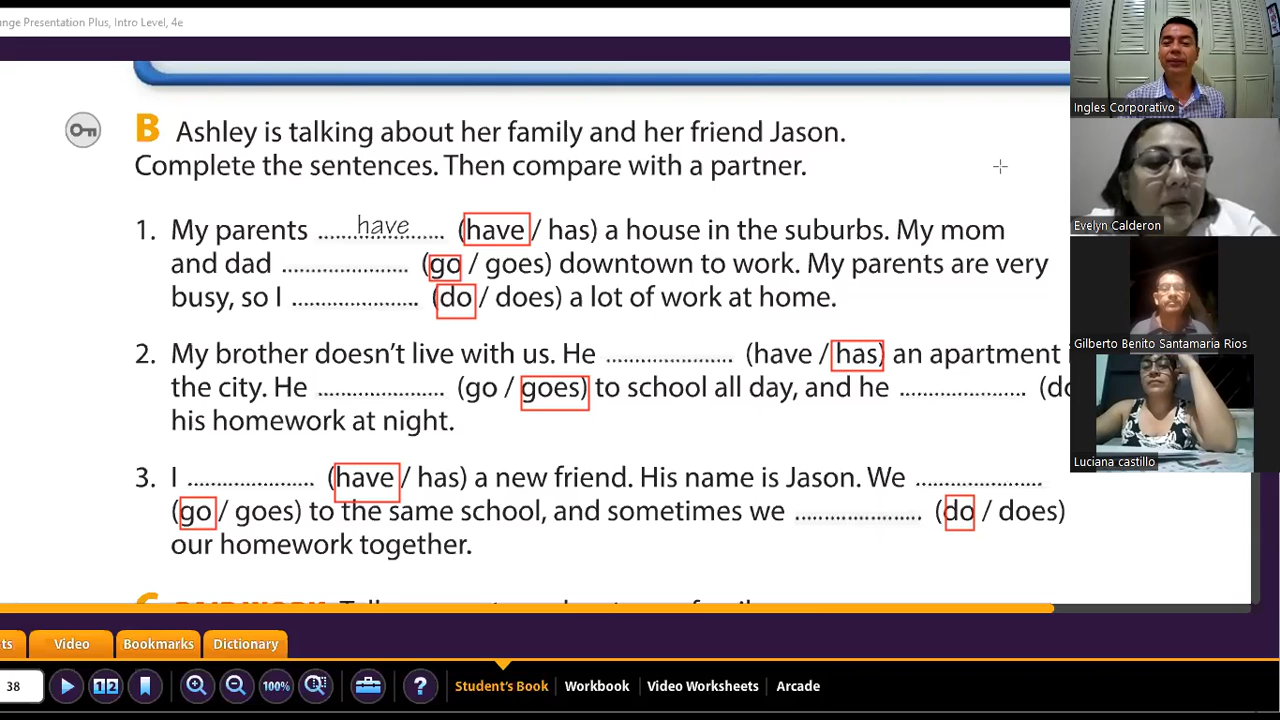 unge Presentation Plus, Intro Level, 4e
B Ashley is talking about her family and her friend Jason.
Complete the sentences. Then compare with a partner.
1. My parents have (have / has) a house in the suburbs. My mom
and dad ........ (go / goes) downtown to work. My parents are very
busy, so I ........ (do / does) a lot of work at home.
2. My brother doesn't live with us. He ........ (have / has) an apartment
the city. He ........ (go / goes) to school all day, and he ........ (do
his homework at night.
3. I ........ (have / has) a new friend. His name is Jason. We ........
(go / goes) to the same school, and sometimes we ........ (do / does)
our homework together.
Ingles Corporativo
Evelyn Calderon
Gilberto Benito Santamaria Rios
Luciana castillo
ts Video Bookmarks Dictionary
38 12 100% ? Student's Book Workbook Video Worksheets Arcade